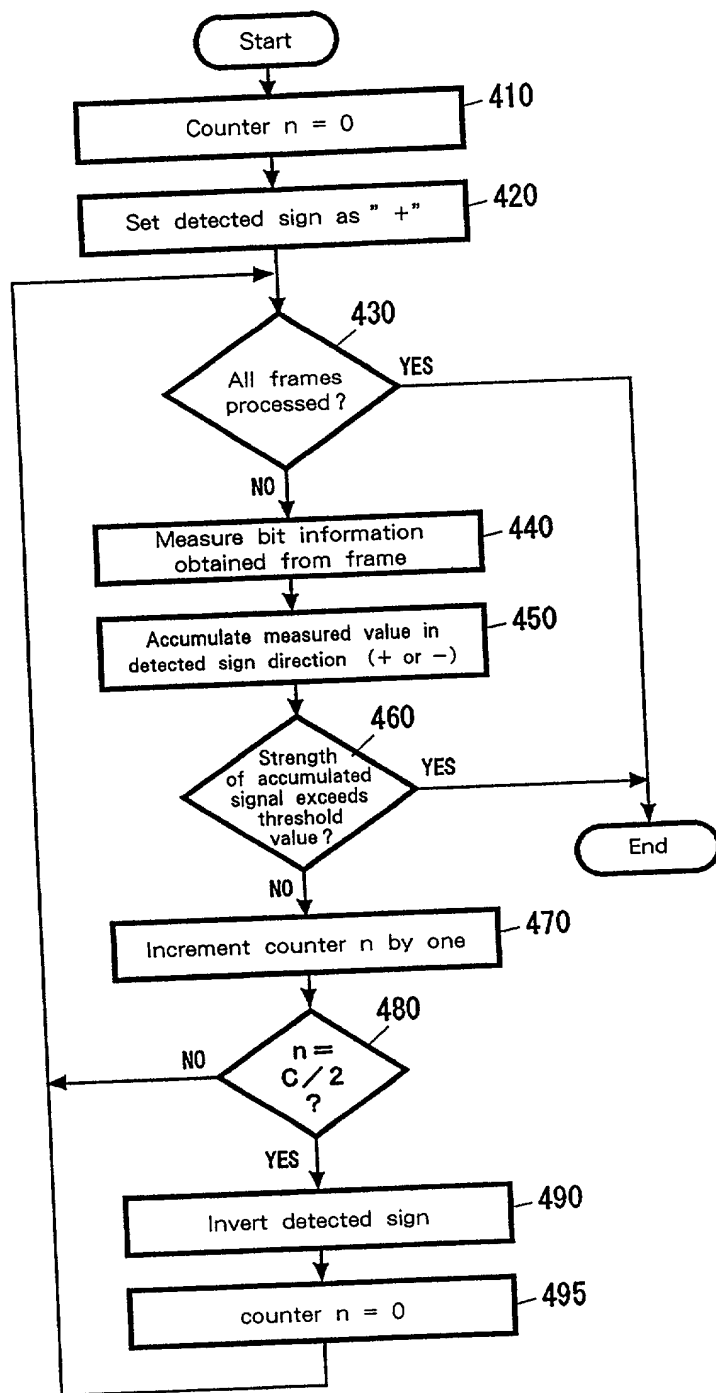 Start
410
Counter n = 0
420
Set detected sign as " +"
430
All frames
processed ?
YES
NO
440
Measure bit information
obtained from frame
450
Accumulate measured value in
detected sign direction (+ or −)
460
Strength
of accumulated
signal exceeds
threshold
value ?
YES
End
NO
470
Increment counter n by one
480
n =
C / 2
?
NO
YES
490
Invert detected sign
495
counter n = 0